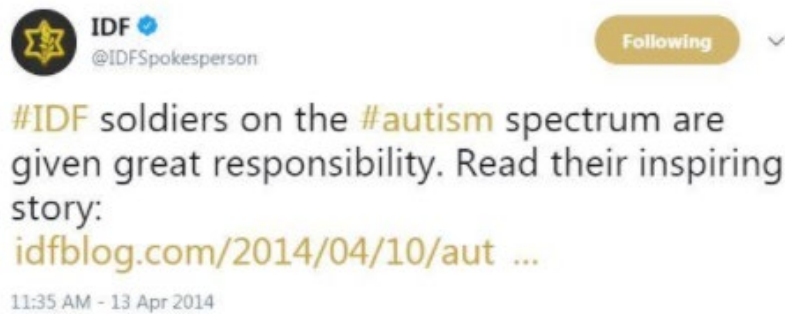 IDF
@IDFSpokesperson
Following
#IDF soldiers on the #autism spectrum are
given great responsibility. Read their inspiring
story:
idfblog.com/2014/04/10/aut ...
11:35 AM - 13 Apr 2014